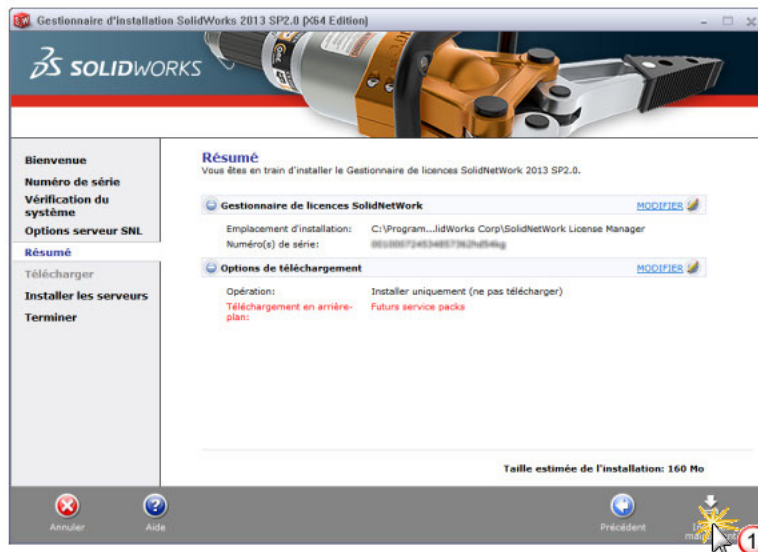 Gestionnaire d'installation SolidWorks 2013 SP2.0 (X64 Edition)
SOLIDWORKS
Bienvenue
Numéro de série
Vérification du
système
Options serveur SNL
Résumé
Télécharger
Installer les serveurs
Terminer
Résumé
Vous êtes en train d'installer le Gestionnaire de licences SolidNetWork 2013 SP2.0.
Gestionnaire de licences SolidNetWork MODIFIER
Emplacement d'installation: C:\Program...lidWorks Corp\SolidNetWork License Manager
Numéro(s) de série:
Options de téléchargement MODIFIER
Opération: Installer uniquement (ne pas télécharger)
Téléchargement en arrière- Futurs service packs
plan:
Taille estimée de l'installation: 160 Mo
Annuler
Aide
Précédent
1